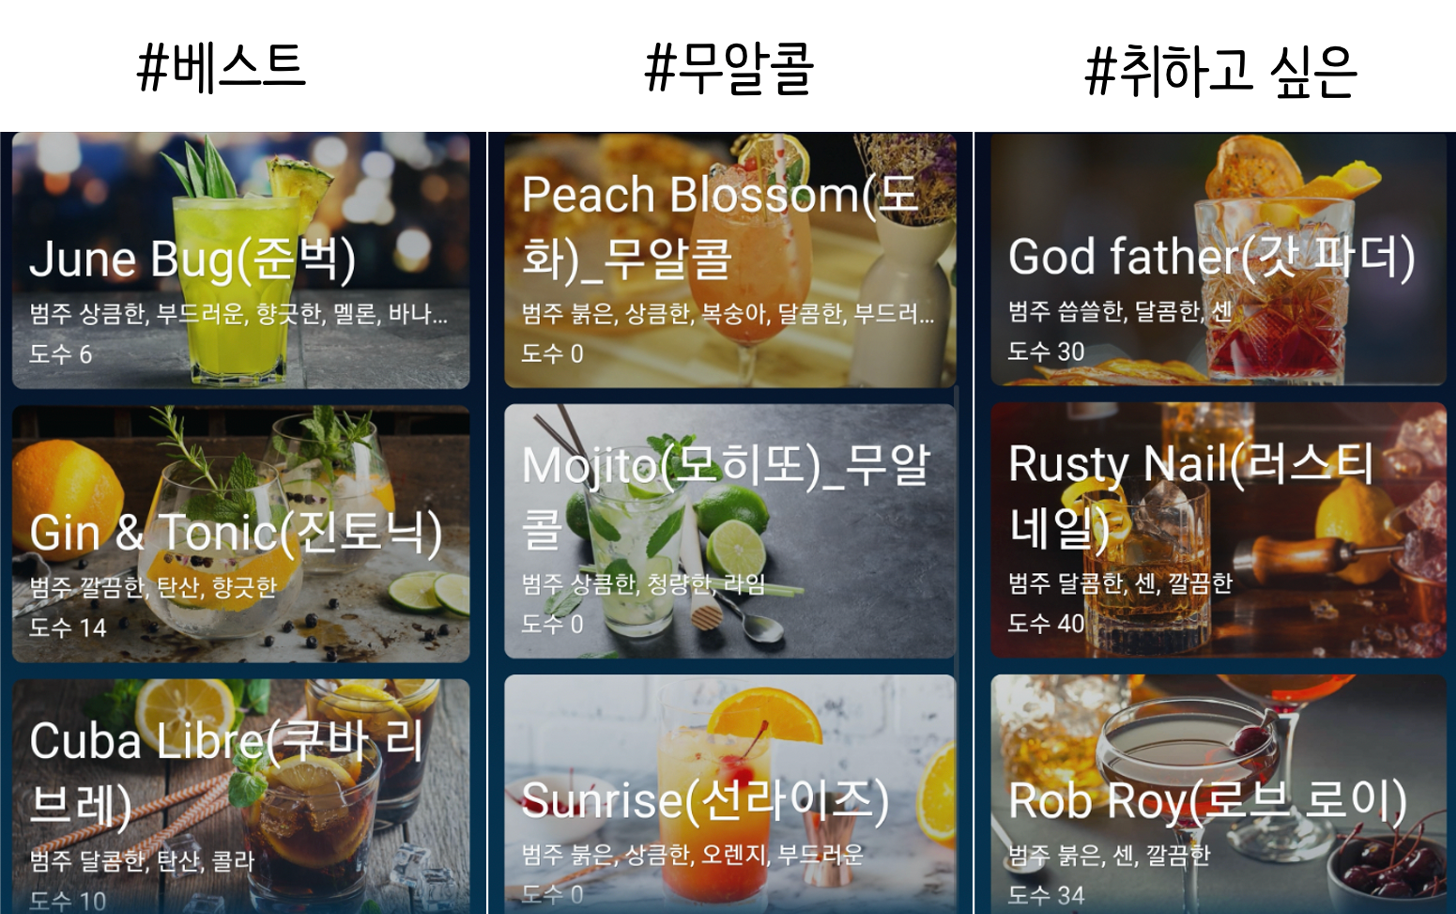 #베스트
June Bug(준벅)
범주 상큼한, 부드러운, 향긋한, 멜론, 바나...
도수 6
Gin & Tonic(진토닉)
범주 깔끔한, 탄산, 향긋한
도수 14
Cuba Libre(쿠바 리
브레)
범주 달콤한, 탄산, 콜라
도수 10
#무알콜
Peach Blossom(도
화)_무알콜
범주 붉은, 상큼한, 복숭아, 달콤한, 부드러...
도수 0
Mojito(모히또)_무알
콜
범주 상큼한, 청량한, 라임
도수 0
Sunrise(선라이즈)
범주 붉은, 상큼한, 오렌지, 부드러운
도수 0
#취하고 싶은
God father(갓 파더)
범주 씁쓸한, 달콤한, 센
도수 30
Rusty Nail(러스티
네일)
범주 달콤한, 센, 깔끔한
도수 40
Rob Roy(로브 로이)
범주 붉은, 센, 깔끔한
도수 34